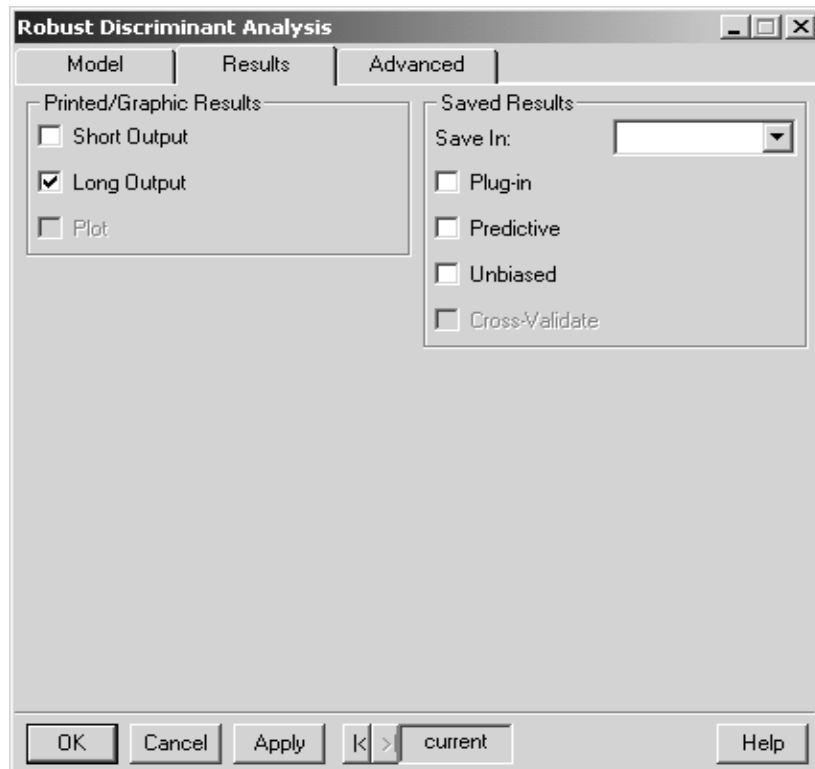 Robust Discriminant Analysis
Model Results Advanced
Printed/Graphic Results
Short Output
Long Output
Plot
Saved Results
Save In:
Plug-in
Predictive
Unbiased
Cross-Validate
OK Cancel Apply |< >| current Help